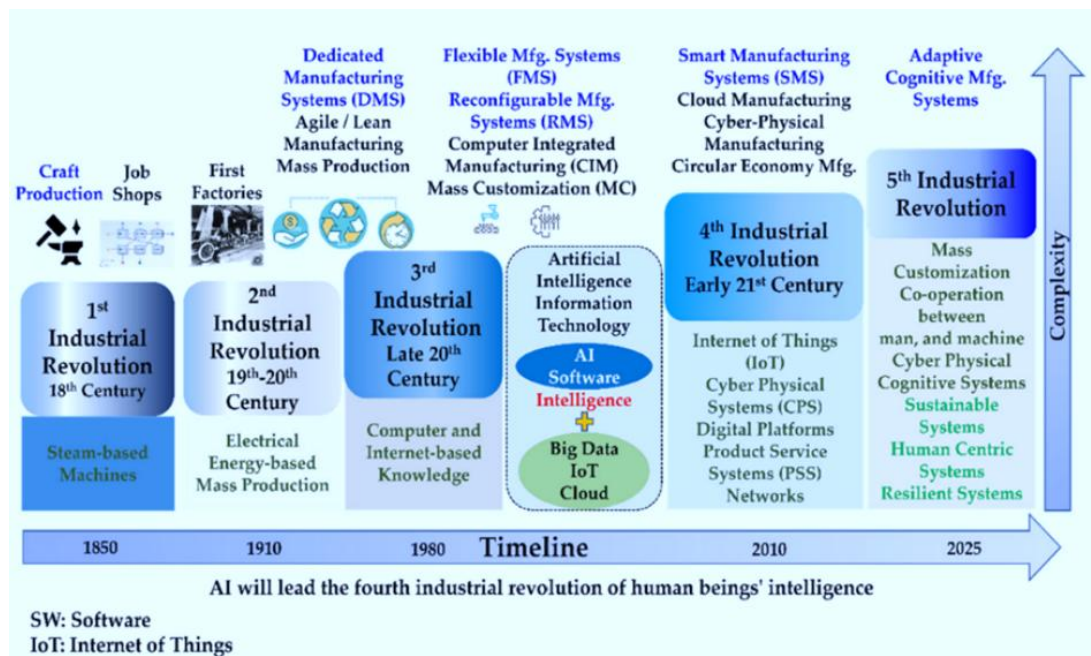 Craft
Production
Job
Shops
First
Factories
Dedicated
Manufacturing
Systems (DMS)
Agile / Lean
Manufacturing
Mass Production
Flexible Mfg. Systems
(FMS)
Reconfigurable Mfg.
Systems (RMS)
Computer Integrated
Manufacturing (CIM)
Mass Customization (MC)
Smart Manufacturing
Systems (SMS)
Cloud Manufacturing
Cyber-Physical
Manufacturing
Circular Economy Mfg.
Adaptive
Cognitive Mfg.
Systems
1st
Industrial
Revolution
18th Century
Steam-based
Machines
2nd
Industrial
Revolution
19th-20th
Century
Electrical
Energy-based
Mass Production
3rd
Industrial
Revolution
Late 20th
Century
Computer and
Internet-based
Knowledge
Artificial
Intelligence
Information
Technology
AI
Software
Intelligence
Big Data
IoT
Cloud
4th Industrial
Revolution
Early 21st Century
Internet of Things
(IoT)
Cyber Physical
Systems (CPS)
Digital Platforms
Product Service
Systems (PSS)
Networks
5th Industrial
Revolution
Mass
Customization
Co-operation
between
man, and machine
Cyber Physical
Cognitive Systems
Sustainable
Systems
Human Centric
Systems
Resilient Systems
Complexity
1850 1910 1980 Timeline 2010 2025
AI will lead the fourth industrial revolution of human beings' intelligence
SW: Software
IoT: Internet of Things